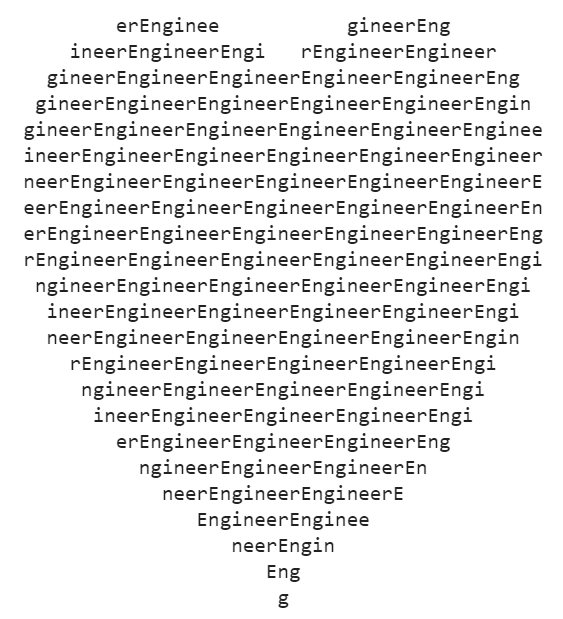 erEnginee gineerEng
ineerEngineerEngi rEngineerEngineer
gineerEngineerEngineerEngineerEngineerEng
gineerEngineerEngineerEngineerEngineerEngin
gineerEngineerEngineerEngineerEngineerEnginee
ineerEngineerEngineerEngineerEngineerEngineer
neerEngineerEngineerEngineerEngineerEngineerE
eerEngineerEngineerEngineerEngineerEngineerEn
erEngineerEngineerEngineerEngineerEngineerEng
rEngineerEngineerEngineerEngineerEngineerEngi
ngineerEngineerEngineerEngineerEngineerEngi
ineerEngineerEngineerEngineerEngineerEngi
neerEngineerEngineerEngineerEngineerEngin
rEngineerEngineerEngineerEngineerEngi
ngineerEngineerEngineerEngineerEngi
ineerEngineerEngineerEngineerEngi
erEngineerEngineerEngineerEng
ngineerEngineerEngineerEn
neerEngineerEngineerE
EngineerEnginee
neerEngin
Eng
g